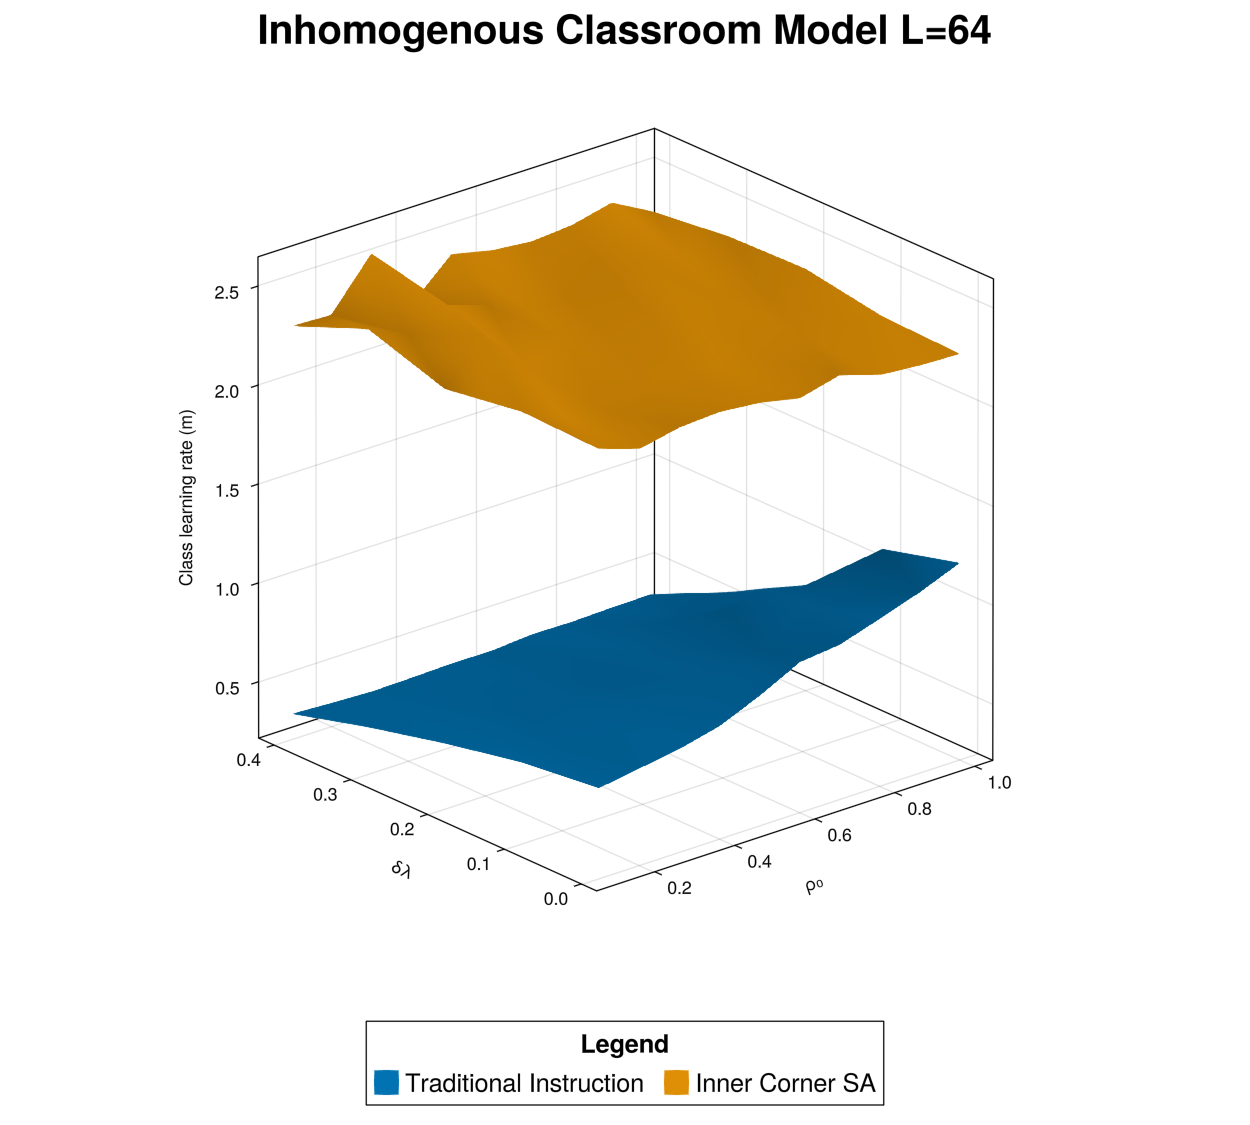 Inhomogenous Classroom Model L=64
Class learning rate (m)
2.5
2.0
1.5
1.0
0.5
0.4
0.3
0.2
0.1
0.0
δλ
0.2
0.4
0.6
0.8
1.0
ρ⁰
Legend
Traditional Instruction Inner Corner SA